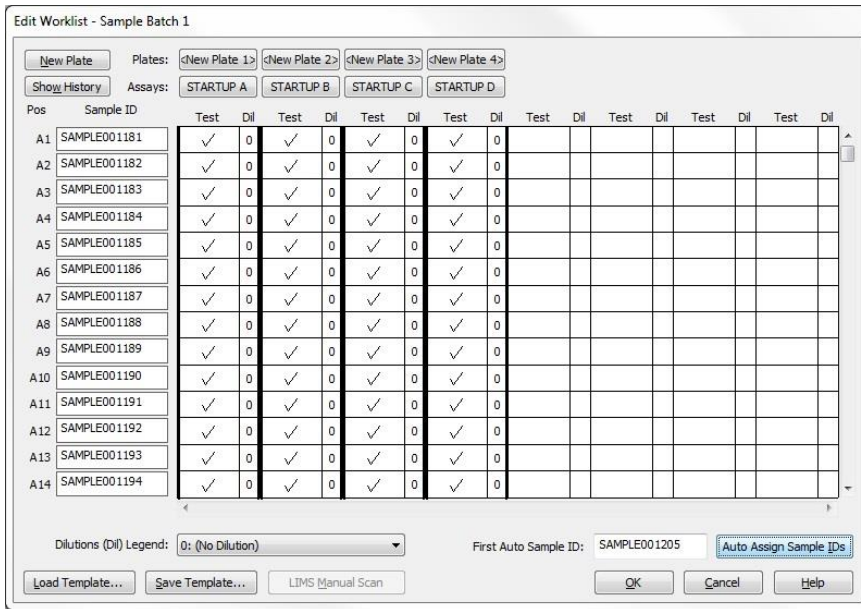 Edit Worklist - Sample Batch 1
New Plate Plates: <New Plate 1> <New Plate 2> <New Plate 3> <New Plate 4>
Show History Assays: STARTUP A STARTUP B STARTUP C STARTUP D
Pos Sample ID Test Dil Test Dil Test Dil Test Dil Test Dil Test Dil Test Dil Test Dil
A1 SAMPLE001181 ✓ 0 ✓ 0 ✓ 0 ✓ 0
A2 SAMPLE001182 ✓ 0 ✓ 0 ✓ 0 ✓ 0
A3 SAMPLE001183 ✓ 0 ✓ 0 ✓ 0 ✓ 0
A4 SAMPLE001184 ✓ 0 ✓ 0 ✓ 0 ✓ 0
A5 SAMPLE001185 ✓ 0 ✓ 0 ✓ 0 ✓ 0
A6 SAMPLE001186 ✓ 0 ✓ 0 ✓ 0 ✓ 0
A7 SAMPLE001187 ✓ 0 ✓ 0 ✓ 0 ✓ 0
A8 SAMPLE001188 ✓ 0 ✓ 0 ✓ 0 ✓ 0
A9 SAMPLE001189 ✓ 0 ✓ 0 ✓ 0 ✓ 0
A10 SAMPLE001190 ✓ 0 ✓ 0 ✓ 0 ✓ 0
A11 SAMPLE001191 ✓ 0 ✓ 0 ✓ 0 ✓ 0
A12 SAMPLE001192 ✓ 0 ✓ 0 ✓ 0 ✓ 0
A13 SAMPLE001193 ✓ 0 ✓ 0 ✓ 0 ✓ 0
A14 SAMPLE001194 ✓ 0 ✓ 0 ✓ 0 ✓ 0
Dilutions (Dil) Legend: 0: (No Dilution) First Auto Sample ID: SAMPLE001205 Auto Assign Sample IDs
Load Template... Save Template... LIMS Manual Scan OK Cancel Help